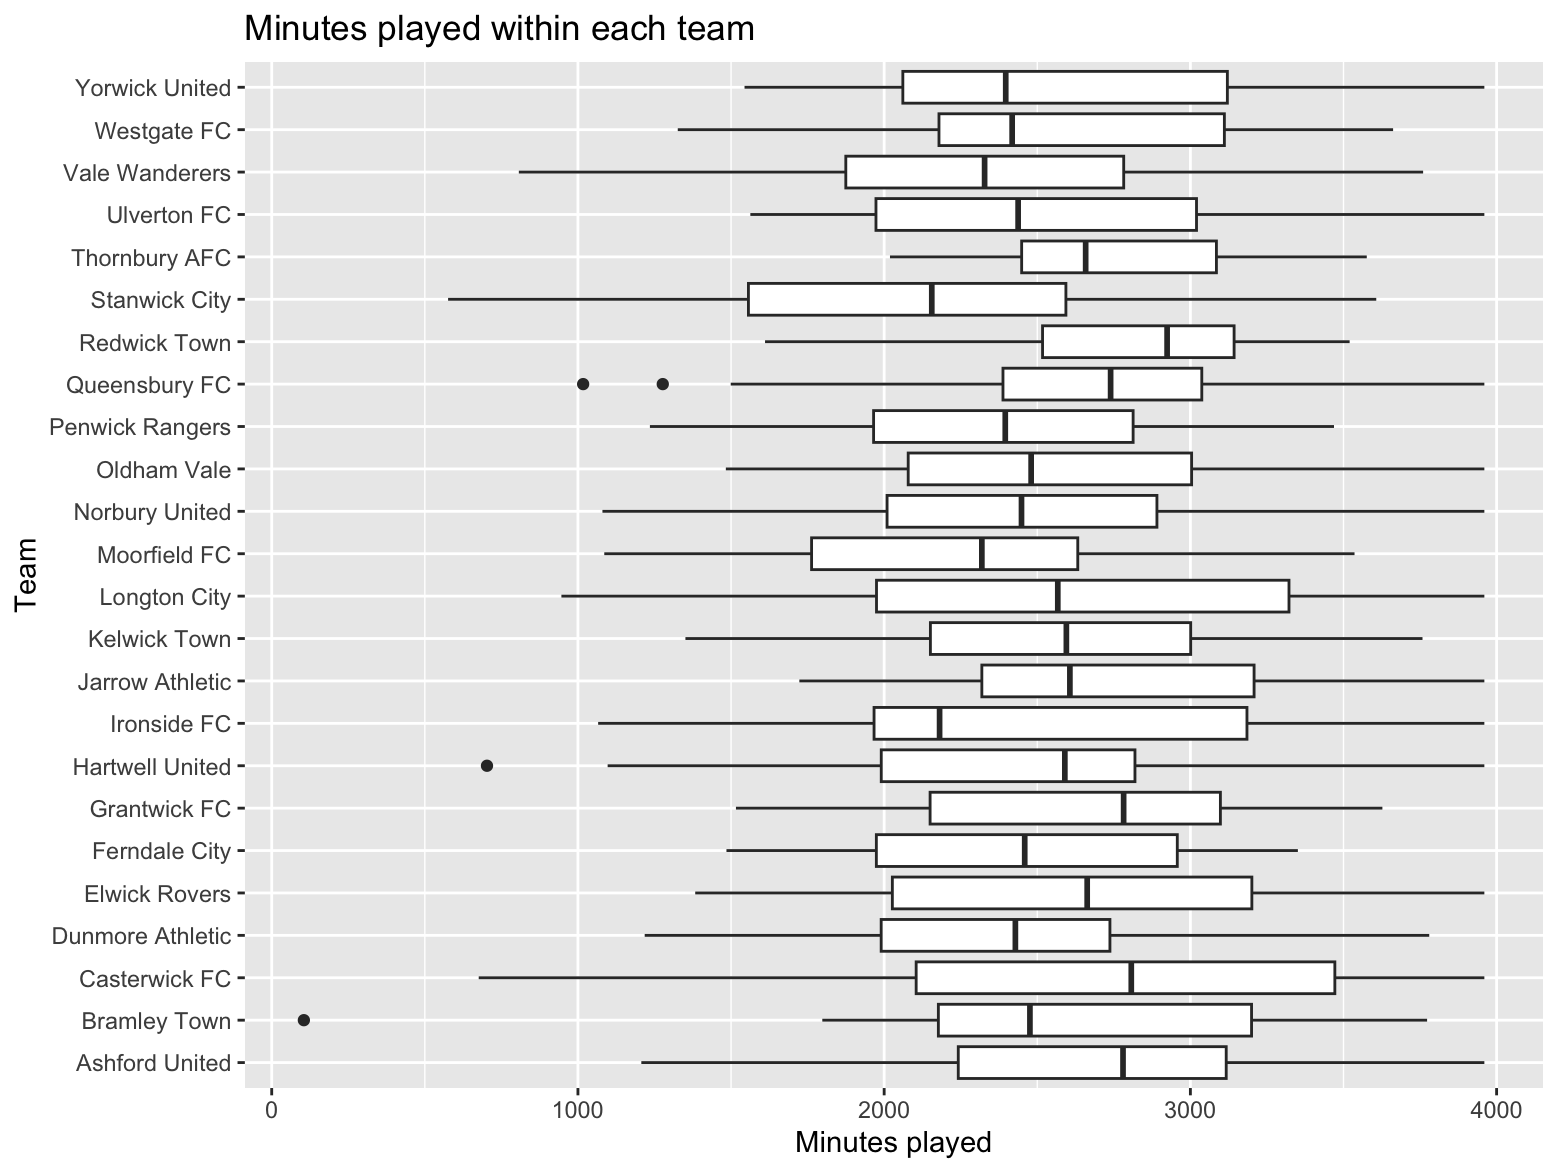 Minutes played within each team
Team
Yorwick United
Westgate FC
Vale Wanderers
Ulverton FC
Thornbury AFC
Stanwick City
Redwick Town
Queensbury FC
Penwick Rangers
Oldham Vale
Norbury United
Moorfield FC
Longton City
Kelwick Town
Jarrow Athletic
Ironside FC
Hartwell United
Grantwick FC
Ferndale City
Elwick Rovers
Dunmore Athletic
Casterwick FC
Bramley Town
Ashford United
0 1000 2000 3000 4000
Minutes played